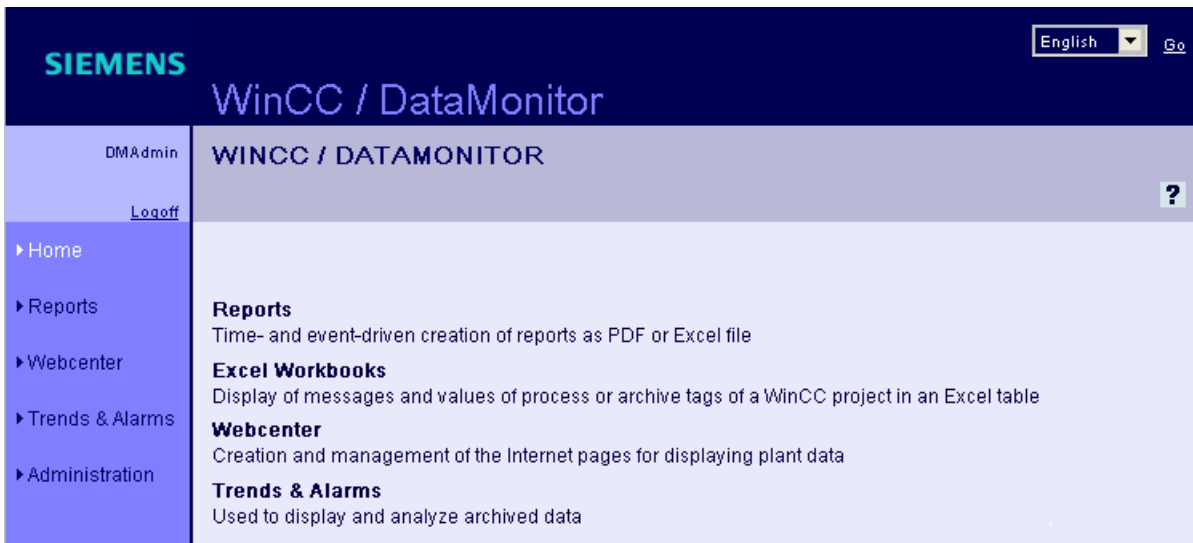 SIEMENS
English
Go
WinCC / DataMonitor
DMAdmin
WINCC / DATAMONITOR
?
Logoff
Home
Reports
Webcenter
Trends & Alarms
Administration
Reports
Time- and event-driven creation of reports as PDF or Excel file
Excel Workbooks
Display of messages and values of process or archive tags of a WinCC project in an Excel table
Webcenter
Creation and management of the Internet pages for displaying plant data
Trends & Alarms
Used to display and analyze archived data